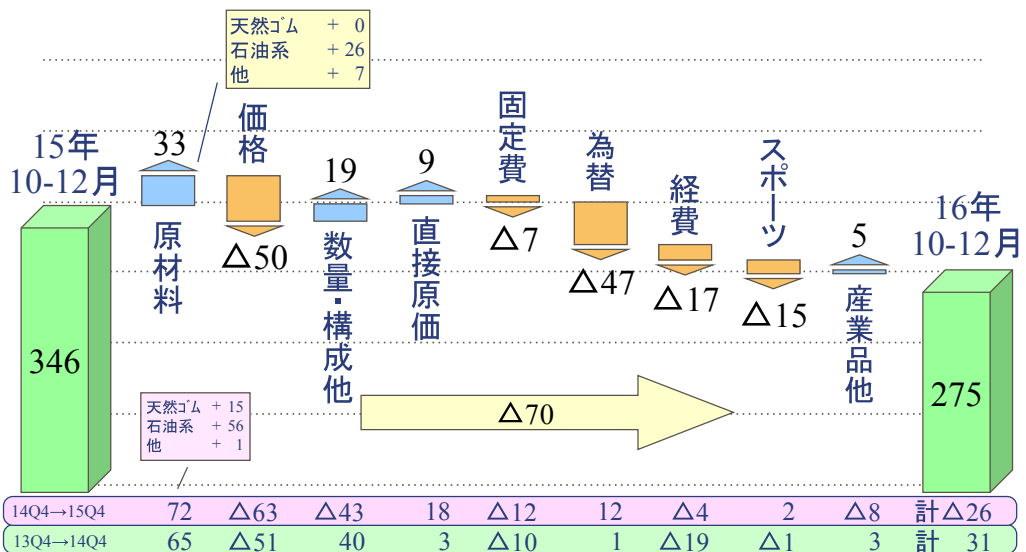 天然ゴム + 0
石油系 + 26
他 + 7
15年
10-12月
346
33
原材料
価格
△50
19
数量・構成他
9
直接原価
固定費
△7
為替
△47
経費
△17
スポーツ
△15
5
産業品他
16年
10-12月
275
△70
天然ゴム + 15
石油系 + 56
他 + 1
14Q4→15Q4 72 △63 △43 18 △12 12 △4 2 △8 計△26
13Q4→14Q4 65 △51 40 3 △10 1 △19 △1 3 計 31